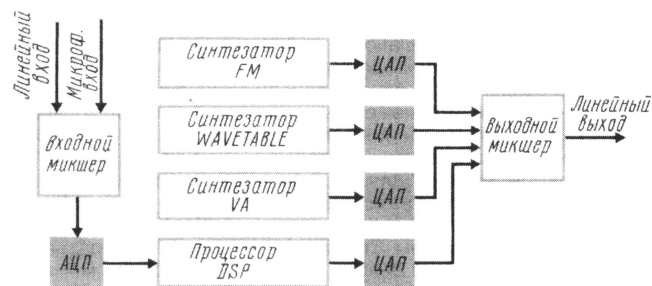 Линейный
вход
Микроф.
вход
Входной
микшер
АЦП
Синтезатор
FM
ЦАП
Синтезатор
WAVETABLE
ЦАП
Синтезатор
VA
ЦАП
Процессор
DSP
ЦАП
Выходной
микшер
Линейный
выход